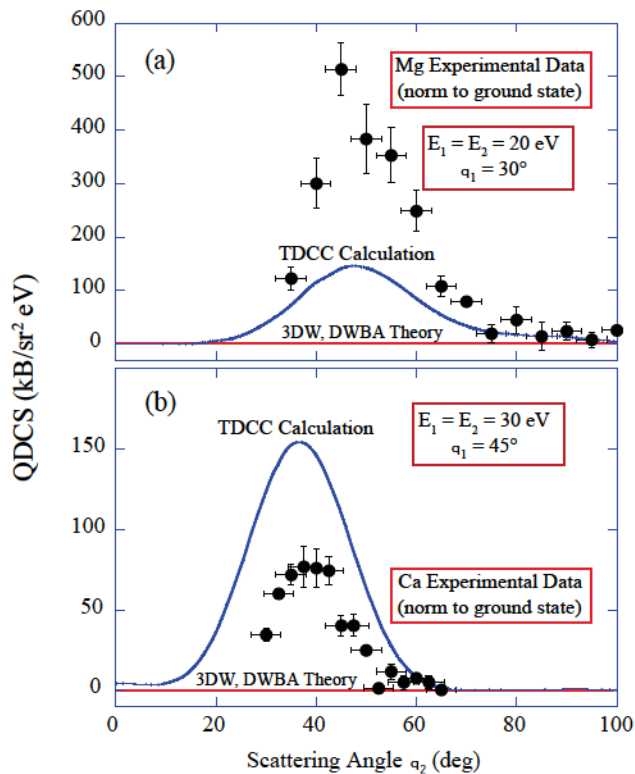 600
500
400
300
200
100
0
(a)
Mg Experimental Data
(norm to ground state)
E₁ = E₂ = 20 eV
q₁ = 30°
TDCC Calculation
3DW, DWBA Theory
QDCS (kB/sr² eV)
150
100
50
0
(b)
TDCC Calculation
E₁ = E₂ = 30 eV
q₁ = 45°
Ca Experimental Data
(norm to ground state)
3DW, DWBA Theory
0 20 40 60 80 100
Scattering Angle q₂ (deg)